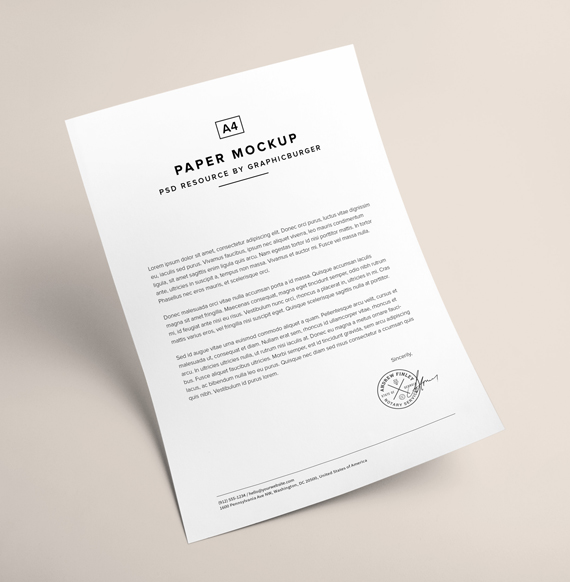 A4
PAPER MOCKUP
PSD RESOURCE BY GRAPHICBURGER
Lorem ipsum dolor sit amet, consectetur adipiscing elit. Donec orci purus, luctus vitae dignissim
eu, iaculis sed purus. Vivamus faucibus, ipsum nec aliquet viverra, leo mauris condimentum
ligula, sit amet sagittis enim ligula quis arcu. Nam egestas tortor id nisi porttitor mattis. In tortor
ante, ultricies in suscipit a, tempus non massa. Vivamus et auctor mi. Fusce vel massa nulla.
Phasellus nec eros mauris, et scelerisque orci.
Donec malesuada orci vitae nulla accumsan porta a id massa. Quisque accumsan iaculis
magna sit amet fringilla. Maecenas consequat, magna eget tincidunt semper, odio nibh rutrum
mi, id feugiat ante nisi eu risus. Vestibulum nunc orci, rhoncus a placerat in, ultricies in mi. Cras
mattis varius eros, vel fringilla nisi suscipit eget. Quisque scelerisque sagittis nulla at porttitor.
Sed id augue vitae urna euismod commodo aliquet a quam. Pellentesque arcu velit, cursus et
malesuada ut, consequat et diam. Nullam erat sem, rhoncus id ullamcorper vitae, rhoncus et
arcu. In ultricies ultricies nulla, ut rutrum nisi iaculis at. Donec eu magna a metus ornare fauci-
bus. Fusce aliquet faucibus ultricies. Morbi semper, est id tincidunt gravida, sem arcu adipiscing
lacus, ac bibendum nulla leo eu purus. Quisque nec diam sed risus consectetur a accumsan quis
quis nibh. Vestibulum id purus lorem.
Sincerely,
ANDREW FINLEY
NOTARY SERVICE
(612) 555-1234 / hello@yourwebsite.com
1600 Pennsylvania Ave NW, Washington, DC 20500, United States of America